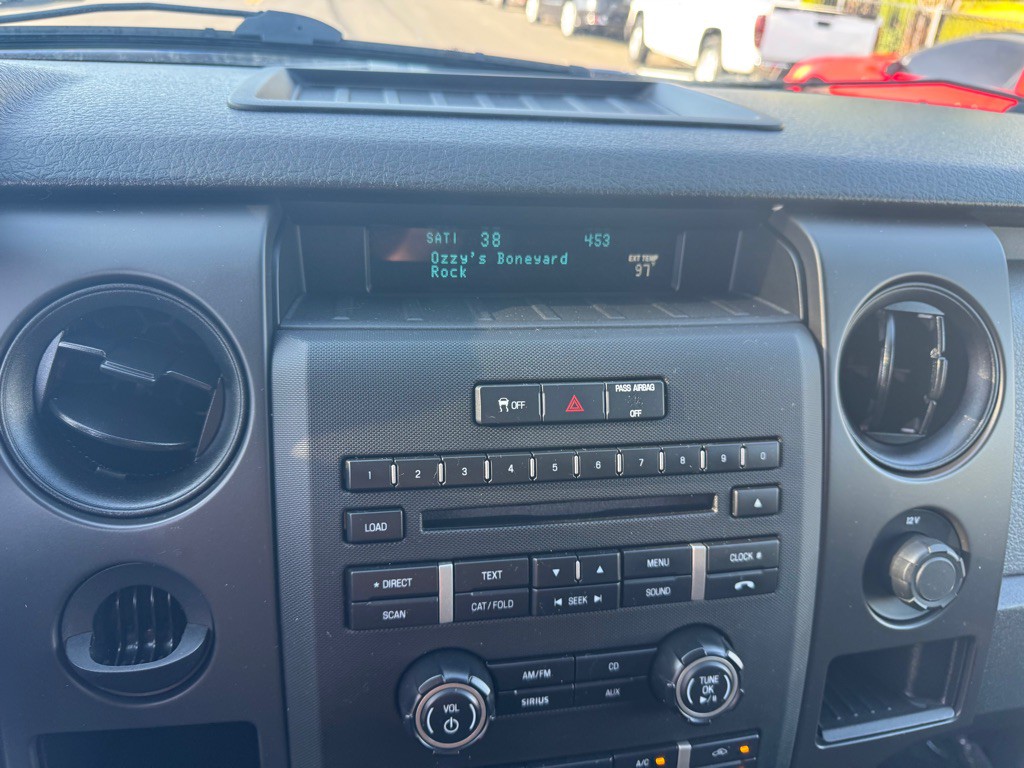 SAT1 38 453
Ozzy's Boneyard
Rock
EXT TEMP
97°
OFF
PASS AIRBAG
OFF
1 2 3 4 5 6 7 8 9 0
LOAD
* DIRECT TEXT MENU CLOCK #
SCAN CAT/FOLD SEEK SOUND
12V
AM/FM CD
SIRIUS AUX
VOL
TUNE
OK
A/C